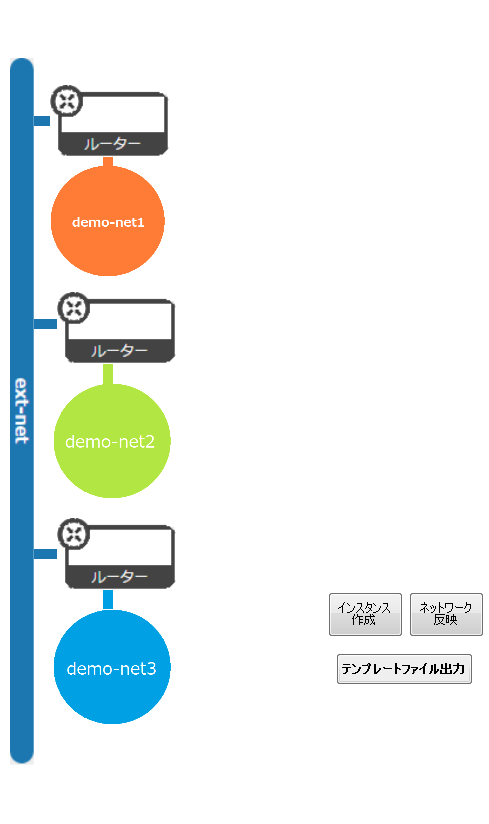 ext-net
ルーター
demo-net1
ルーター
demo-net2
ルーター
demo-net3
インスタンス
作成
ネットワーク
反映
テンプレートファイル出力